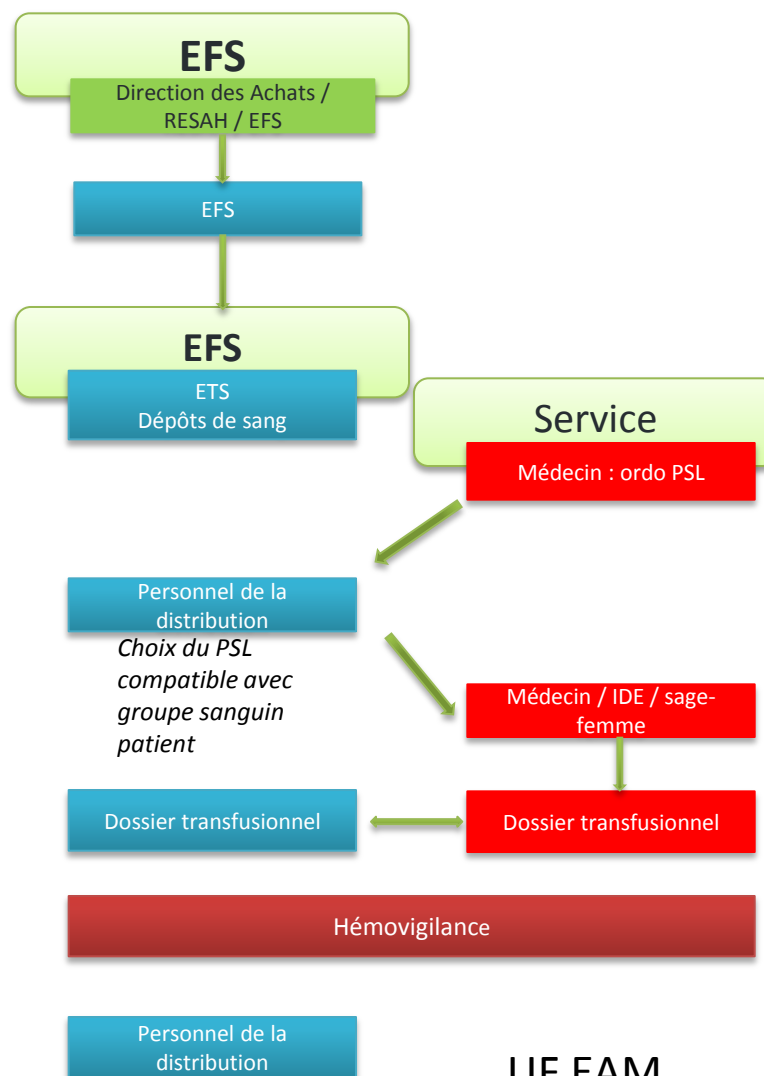 EFS
Direction des Achats /
RESAH / EFS
EFS
EFS
ETS
Dépôts de sang
Service
Médecin : ordo PSL
Personnel de la
distribution
Choix du PSL
compatible avec
groupe sanguin
patient
Médecin / IDE / sage-
femme
Dossier transfusionnel
Dossier transfusionnel
Hémovigilance
Personnel de la
distribution
UF FAM